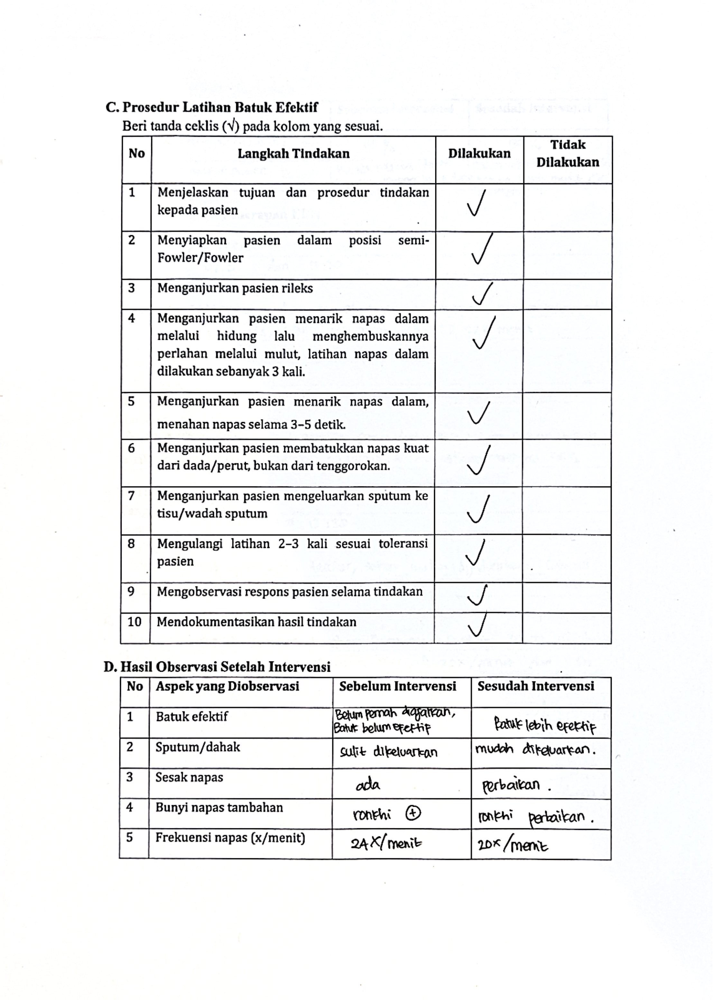 C. Prosedur Latihan Batuk Efektif
Beri tanda ceklis (√) pada kolom yang sesuai.
No Langkah Tindakan Dilakukan Tidak Dilakukan
1 Menjelaskan tujuan dan prosedur tindakan
kepada pasien ✓
2 Menyiapkan pasien dalam posisi semi-
Fowler/Fowler ✓
3 Menganjurkan pasien rileks ✓
4 Menganjurkan pasien menarik napas dalam
melalui hidung lalu menghembuskannya
perlahan melalui mulut, latihan napas dalam
dilakukan sebanyak 3 kali. ✓
5 Menganjurkan pasien menarik napas dalam,
menahan napas selama 3–5 detik. ✓
6 Menganjurkan pasien membatukkan napas kuat
dari dada/perut, bukan dari tenggorokan. ✓
7 Menganjurkan pasien mengeluarkan sputum ke
tisu/wadah sputum ✓
8 Mengulangi latihan 2–3 kali sesuai toleransi
pasien ✓
9 Mengobservasi respons pasien selama tindakan ✓
10 Mendokumentasikan hasil tindakan ✓
D. Hasil Observasi Setelah Intervensi
No Aspek yang Diobservasi Sebelum Intervensi Sesudah Intervensi
1 Batuk efektif Belum Pernah diajarkan,
Batuk belum efektif Batuk lebih efektif
2 Sputum/dahak sulit dikeluarkan mudah dikeluarkan.
3 Sesak napas ada perbaikan.
4 Bunyi napas tambahan ronkhi (+) ronkhi perbaikan.
5 Frekuensi napas (x/menit) 24x/menit 20x/menit